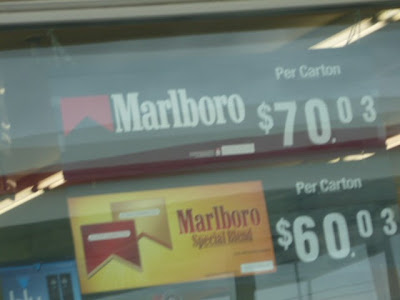 Per Carton
Marlboro $70.03
Per Carton
Marlboro
Special Blend
$60.03